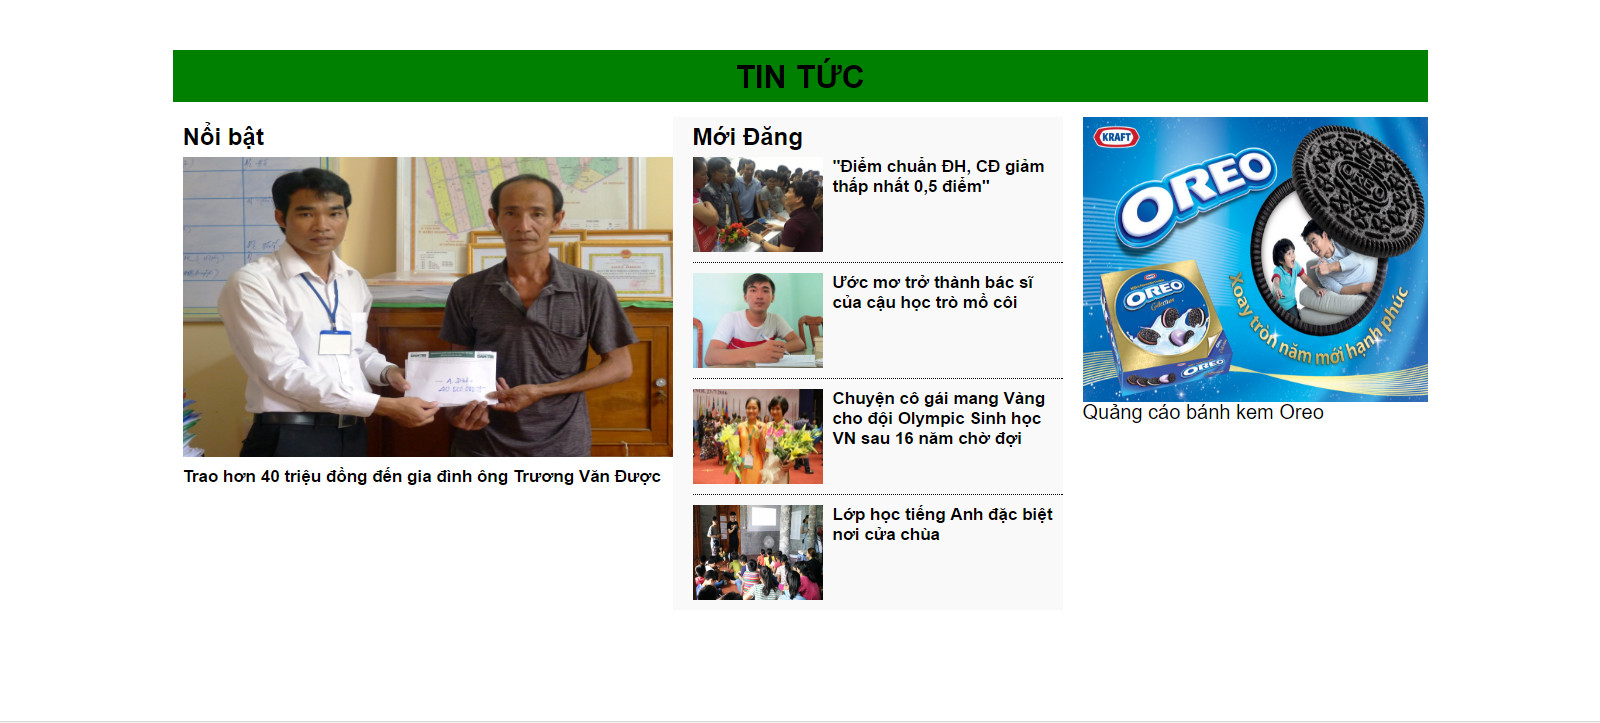 TIN TỨC
Nổi bật
Trao hơn 40 triệu đồng đến gia đình ông Trương Văn Được
Mới Đăng
"Điểm chuẩn ĐH, CĐ giảm
thấp nhất 0,5 điểm"
Ước mơ trở thành bác sĩ
của cậu học trò mồ côi
Chuyện cô gái mang Vàng
cho đội Olympic Sinh học
VN sau 16 năm chờ đợi
Lớp học tiếng Anh đặc biệt
nơi cửa chùa
KRAFT
OREO
OREO
Xoay tròn năm mới hạnh phúc
OREO
Quảng cáo bánh kem Oreo